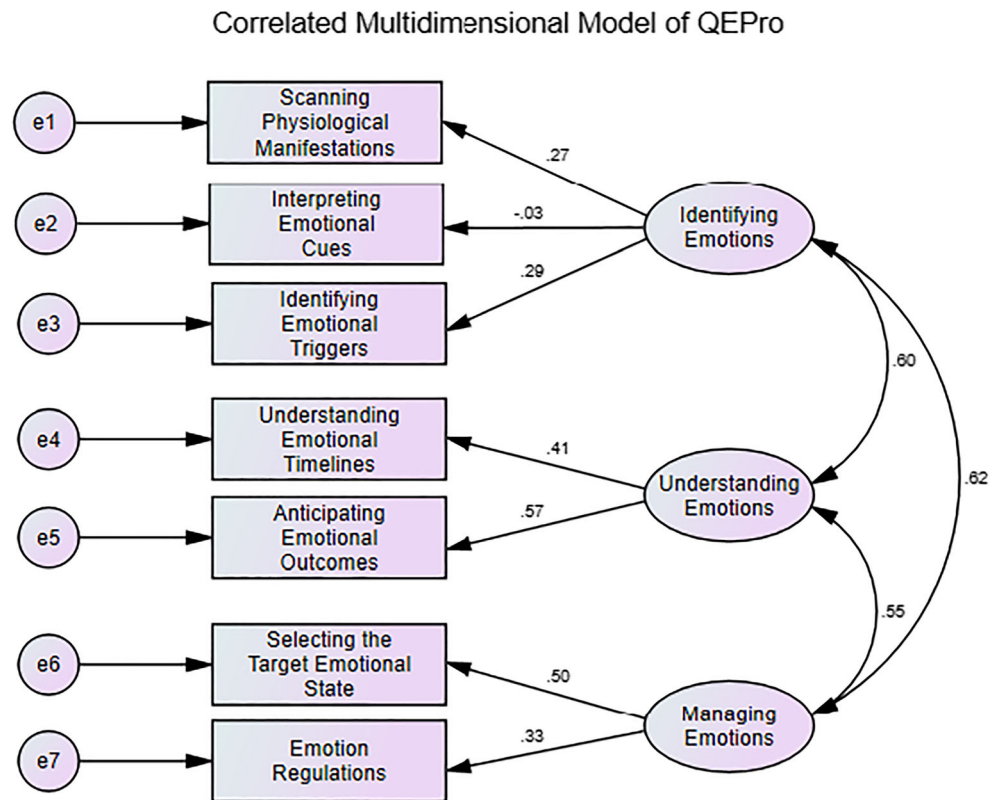 Correlated Multidimensional Model of QEPro
e1
Scanning
Physiological
Manifestations
.27
e2
Interpreting
Emotional
Cues
-.03
Identifying
Emotions
e3
Identifying
Emotional
Triggers
.29
.60
e4
Understanding
Emotional
Timelines
.41
Understanding
Emotions
.62
e5
Anticipating
Emotional
Outcomes
.57
.55
e6
Selecting the
Target Emotional
State
.50
Managing
Emotions
e7
Emotion
Regulations
.33